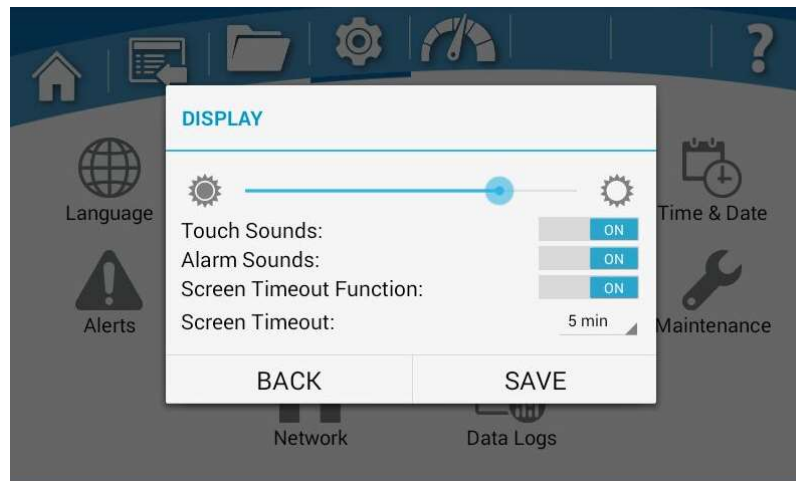 ?
DISPLAY
Language
Time & Date
Touch Sounds: ON
Alarm Sounds: ON
Screen Timeout Function: ON
Screen Timeout: 5 min
Alerts
Maintenance
BACK SAVE
Network
Data Logs